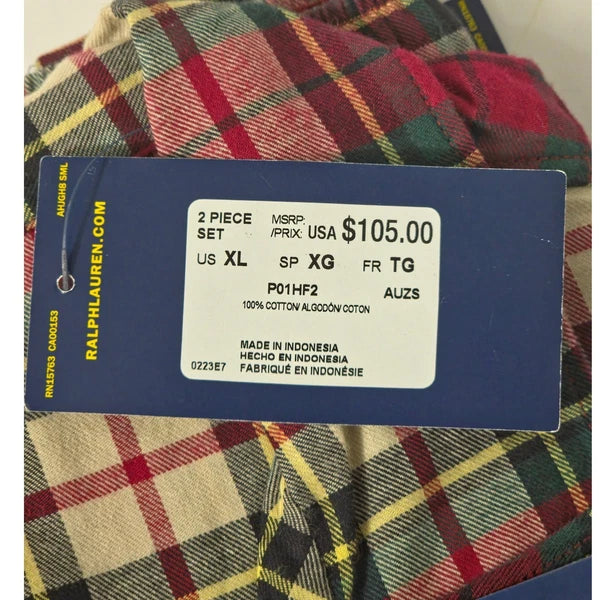 2 PIECE SET
MSRP:
/PRIX: USA $105.00
US XL SP XG FR TG
P01HF2 AUZS
100% COTTON/ ALGODÓN/ COTON
MADE IN INDONESIA
HECHO EN INDONESIA
0223E7 FABRIQUÉ EN INDONÉSIE
RALPHLAUREN.COM
AHJGH8 SML
RN15763 CA00153